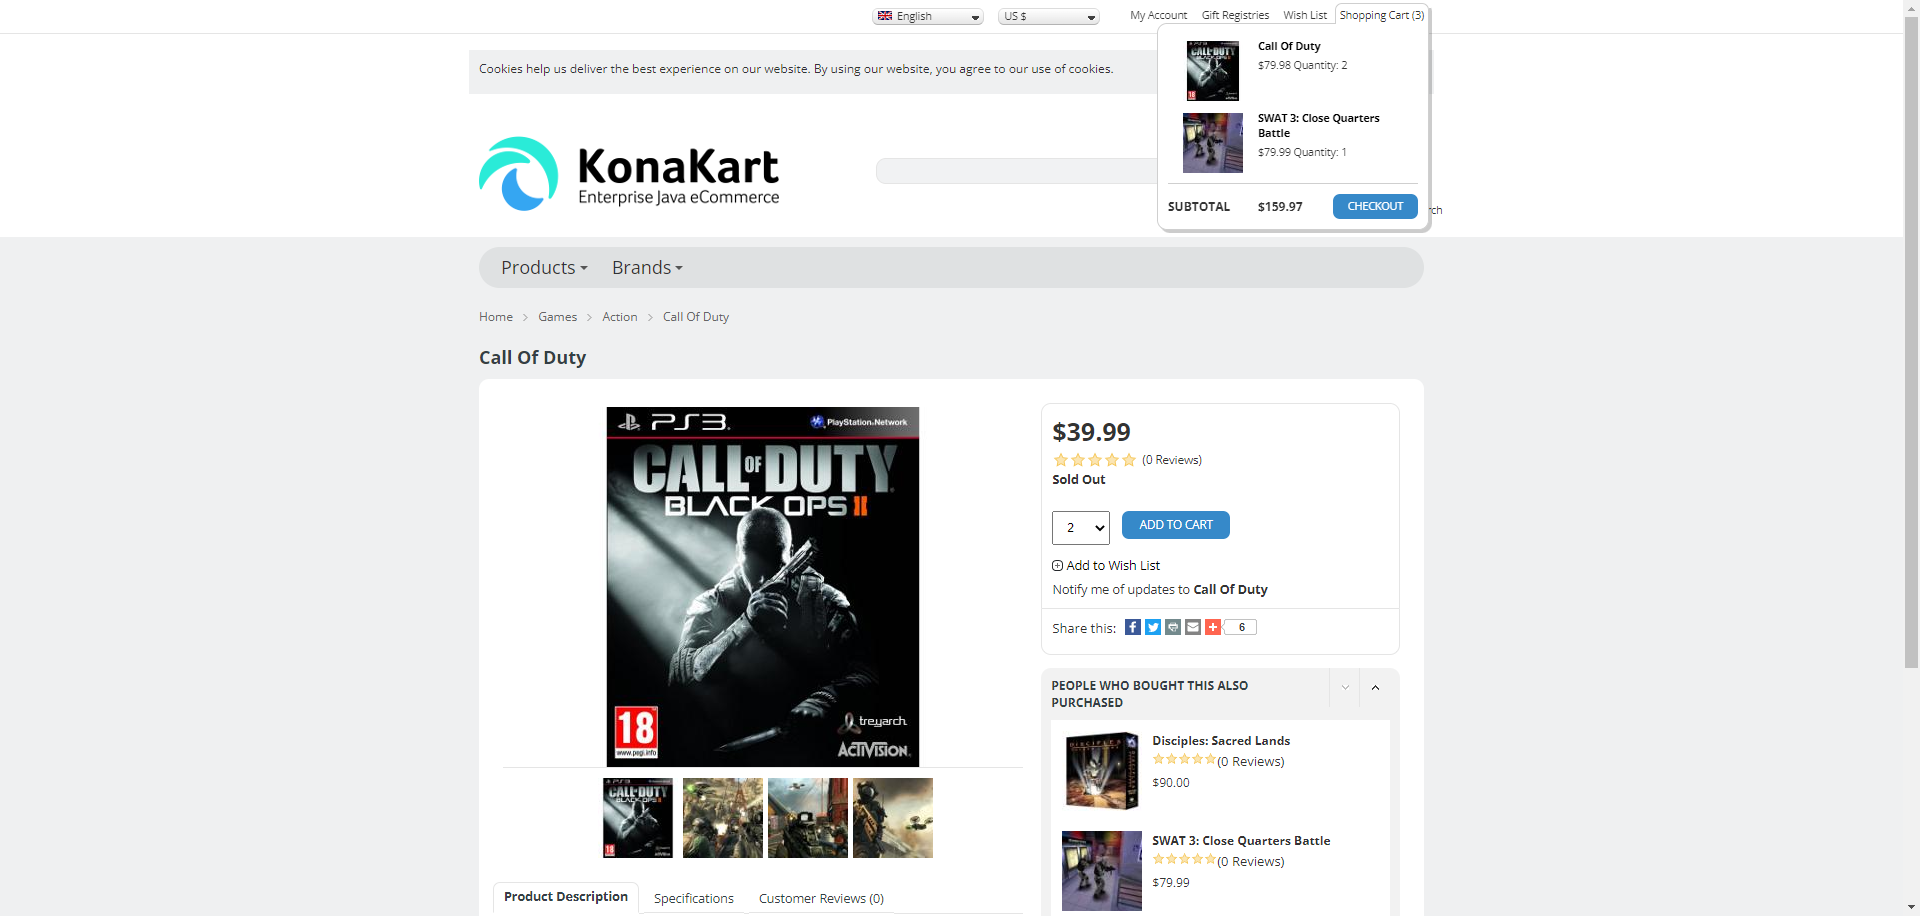 English
US $
My Account
Gift Registries
Wish List
Shopping Cart (3)
Cookies help us deliver the best experience on our website. By using our website, you agree to our use of cookies.
Call Of Duty
$79.98 Quantity: 2
SWAT 3: Close Quarters
Battle
$79.99 Quantity: 1
SUBTOTAL $159.97 CHECKOUT
rch
KonaKart
Enterprise Java eCommerce
Products
Brands
Home
Games
Action
Call Of Duty
Call Of Duty
PS3
PlayStation Network
CALL OF DUTY
BLACK OPS II
18
www.pegi.info
treyarch
ACTIVISION
$39.99
(0 Reviews)
Sold Out
2
ADD TO CART
Add to Wish List
Notify me of updates to Call Of Duty
Share this:
6
PEOPLE WHO BOUGHT THIS ALSO
PURCHASED
Disciples: Sacred Lands
(0 Reviews)
$90.00
SWAT 3: Close Quarters Battle
(0 Reviews)
$79.99
Product Description
Specifications
Customer Reviews (0)